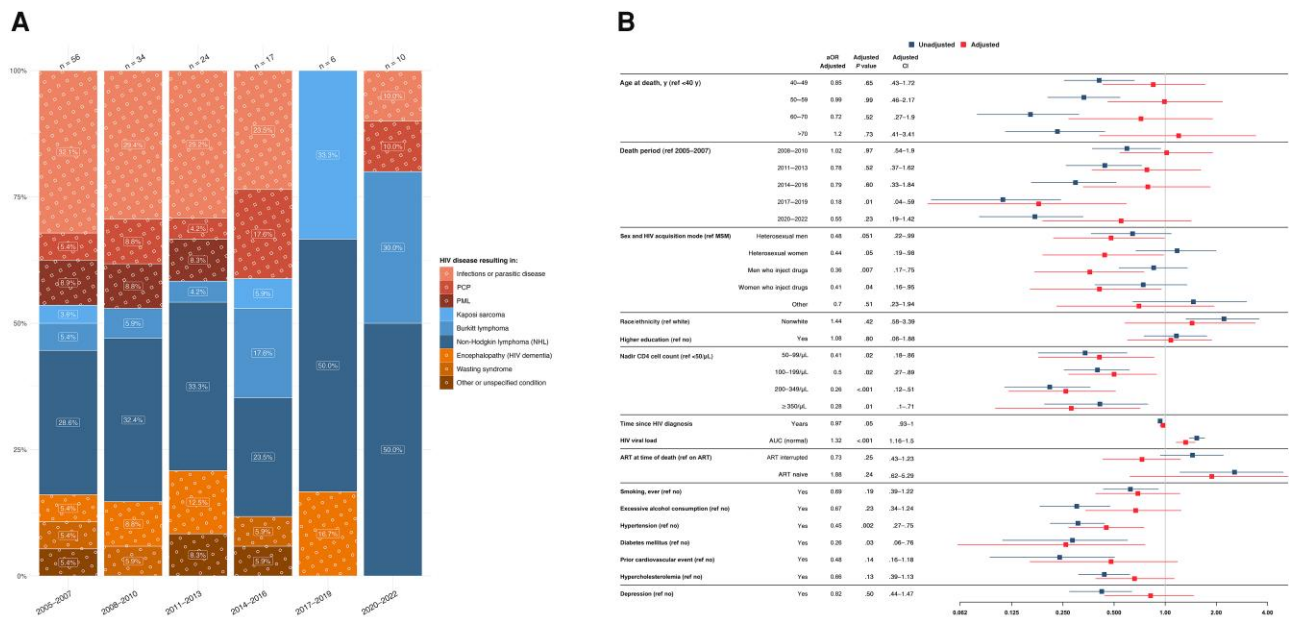 A
n = 56 n = 34 n = 24 n = 17 n = 6 n = 10
100%
75%
50%
25%
0%
32.1%
5.4%
8.9%
3.6%
5.4%
28.6%
5.4%
5.4%
5.4%
29.4%
8.8%
8.8%
5.9%
32.4%
8.8%
5.9%
29.2%
4.2%
8.3%
4.2%
33.3%
12.5%
8.3%
23.5%
17.6%
5.9%
17.6%
23.5%
5.9%
5.9%
33.3%
50.0%
16.7%
10.0%
10.0%
30.0%
50.0%
2005–2007 2008–2010 2011–2013 2014–2016 2017–2019 2020–2022
HIV disease resulting in:
Infections or parasitic disease
PCP
PML
Kaposi sarcoma
Burkitt lymphoma
Non-Hodgkin lymphoma (NHL)
Encephalopathy (HIV dementia)
Wasting syndrome
Other or unspecified condition
B
Unadjusted Adjusted
aOR Adjusted Adjusted
Adjusted P value CI
Age at death, y (ref <40 y) 40–49 0.85 .65 .43–1.72
50–59 0.99 .99 .46–2.17
60–70 0.72 .52 .27–1.9
>70 1.2 .73 .41–3.41
Death period (ref 2005–2007) 2008–2010 1.02 .97 .54–1.9
2011–2013 0.78 .52 .37–1.62
2014–2016 0.79 .60 .33–1.84
2017–2019 0.18 .01 .04–.59
2020–2022 0.55 .23 .19–1.42
Sex and HIV acquisition mode (ref MSM) Heterosexual men 0.48 .051 .22–.99
Heterosexual women 0.44 .05 .19–.98
Men who inject drugs 0.36 .007 .17–.75
Women who inject drugs 0.41 .04 .16–.95
Other 0.7 .51 .23–1.94
Race/ethnicity (ref white) Nonwhite 1.44 .42 .58–3.39
Higher education (ref no) Yes 1.08 .80 .06–1.88
Nadir CD4 cell count (ref <50/µL) 50–99/µL 0.41 .02 .18–.86
100–199/µL 0.5 .02 .27–.89
200–349/µL 0.26 <.001 .12–.51
≥350/µL 0.28 .01 .1–.71
Time since HIV diagnosis Years 0.97 .05 .93–1
HIV viral load AUC (normal) 1.32 <.001 1.16–1.5
ART at time of death (ref on ART) ART interrupted 0.73 .25 .43–1.23
ART naive 1.88 .24 .62–5.29
Smoking, ever (ref no) Yes 0.69 .19 .39–1.22
Excessive alcohol consumption (ref no) Yes 0.67 .23 .34–1.24
Hypertension (ref no) Yes 0.45 .002 .27–.75
Diabetes mellitus (ref no) Yes 0.26 .03 .06–.76
Prior cardiovascular event (ref no) Yes 0.48 .14 .16–1.18
Hypercholesterolemia (ref no) Yes 0.66 .13 .39–1.13
Depression (ref no) Yes 0.82 .50 .44–1.47
0.062 0.125 0.250 0.500 1.00 2.00 4.00